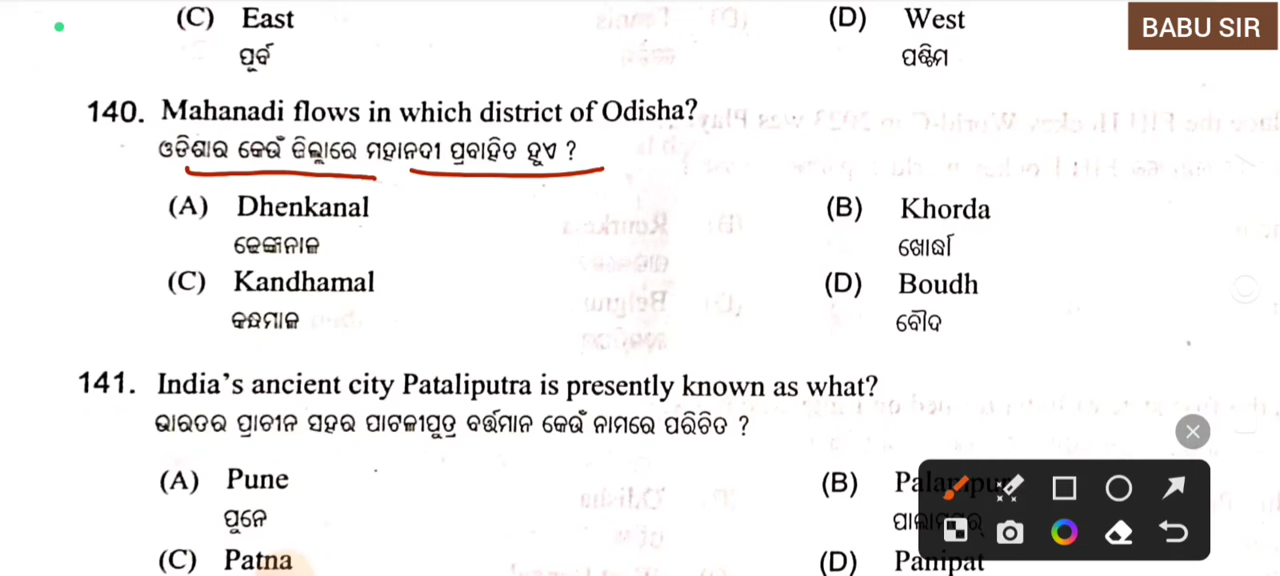 (C) East
(D) West
BABU SIR
ପୂର୍ବ
ପଶ୍ଚିମ
140. Mahanadi flows in which district of Odisha?
ଓଡିଶାର କେଉଁ ଜିଲ୍ଲାରେ ମହାନଦୀ ପ୍ରବାହିତ ହୁଏ ?
(A) Dhenkanal
(B) Khorda
ଢେଙ୍କାନାଳ
ଖୋର୍ଦ୍ଧା
(C) Kandhamal
(D) Boudh
କନ୍ଧମାଳ
ବୌଦ
141. India's ancient city Pataliputra is presently known as what?
ଭାରତର ପ୍ରାଚୀନ ସହର ପାଟଳୀପୁତ୍ର ବର୍ତ୍ତମାନ କେଉଁ ନାମରେ ପରିଚିତ ?
(A) Pune
(B)
ପୁନେ
(C) Patna
(D) Panipat